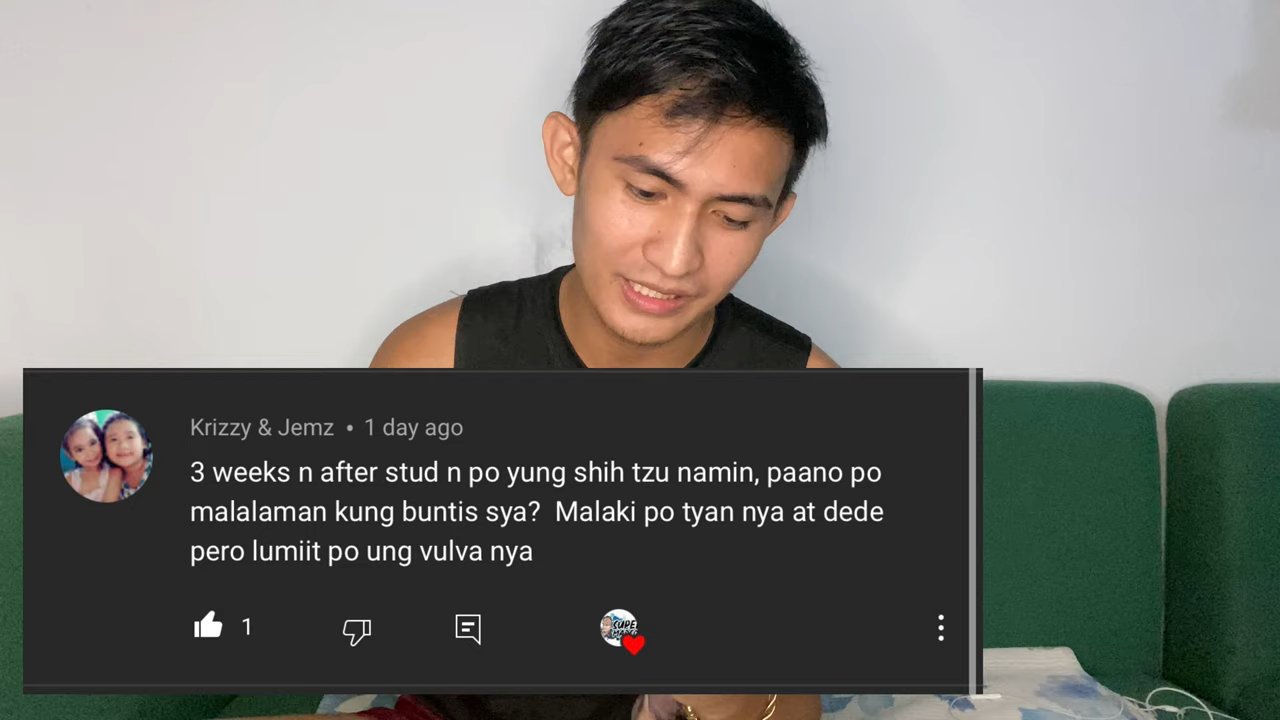 Krizzy & Jemz • 1 day ago
3 weeks n after stud n po yung shih tzu namin, paano po
malalaman kung buntis sya?  Malaki po tyan nya at dede
pero lumiit po ung vulva nya
1